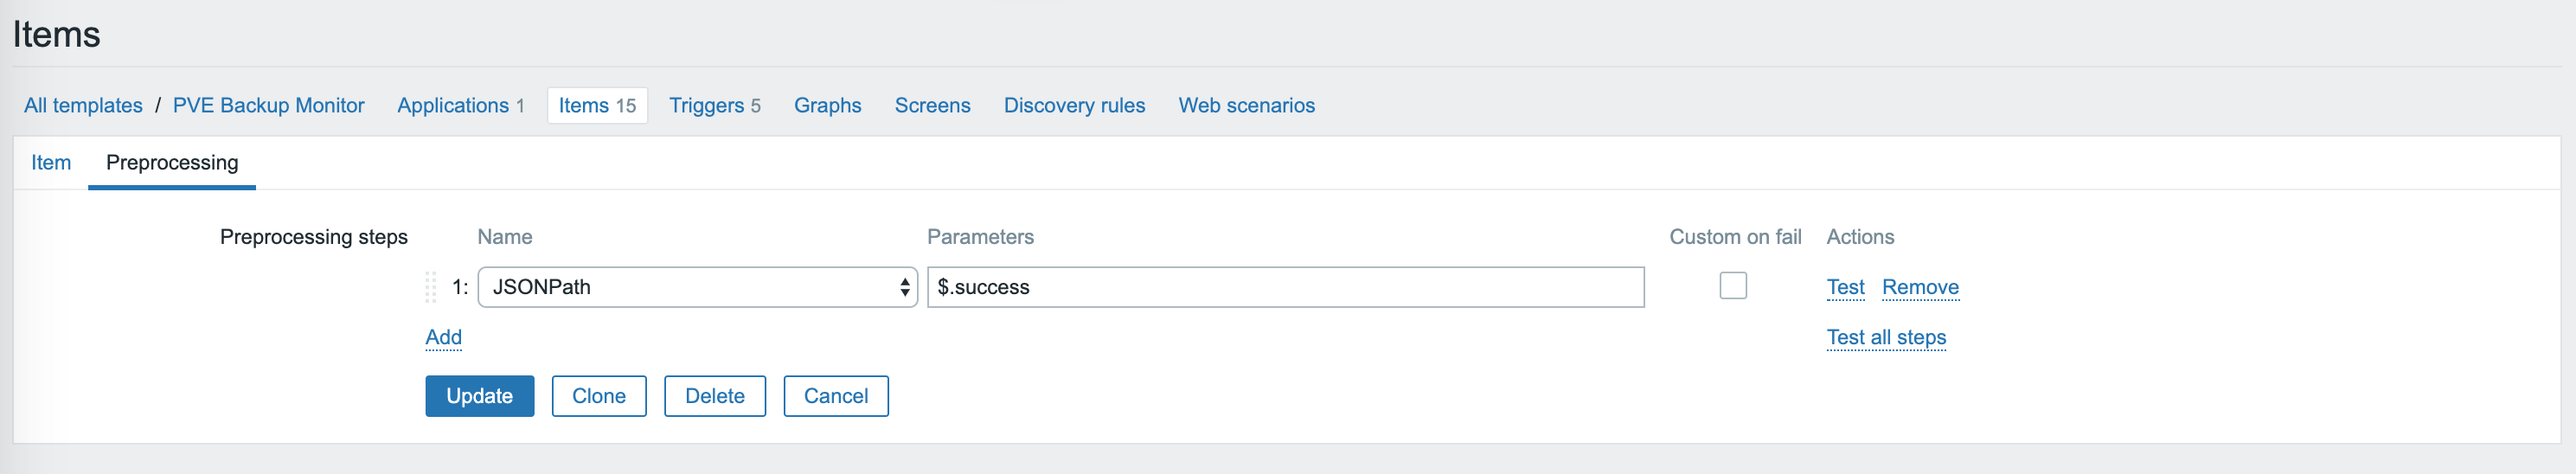 Items
All templates / PVE Backup Monitor Applications 1 Items 15 Triggers 5 Graphs Screens Discovery rules Web scenarios
Item Preprocessing
Preprocessing steps Name Parameters Custom on fail Actions
1: JSONPath $.success Test Remove
Add Test all steps
Update Clone Delete Cancel